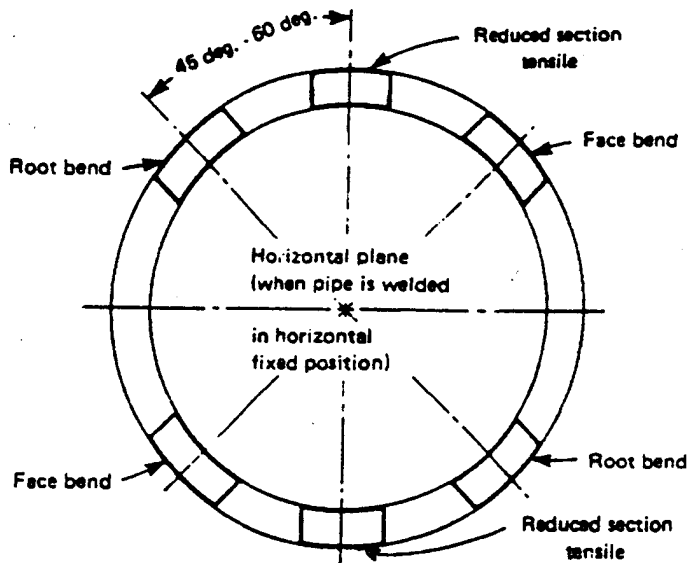 45 deg. - 60 deg.
Reduced section
tensile
Root bend
Face bend
Horizontal plane
(when pipe is welded
in horizontal
fixed position)
Face bend
Root bend
Reduced section
tensile